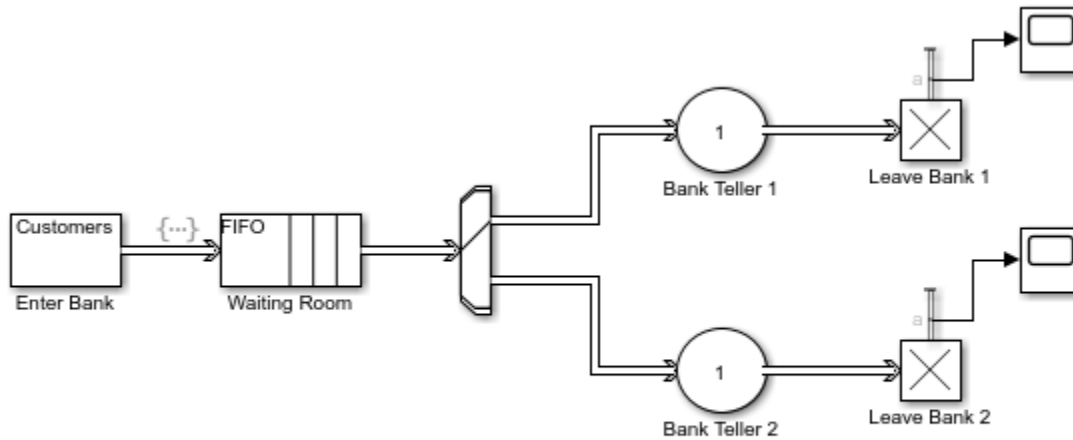 a
1
Bank Teller 1
Leave Bank 1
Customers
{...}
FIFO
Enter Bank
Waiting Room
a
1
Bank Teller 2
Leave Bank 2